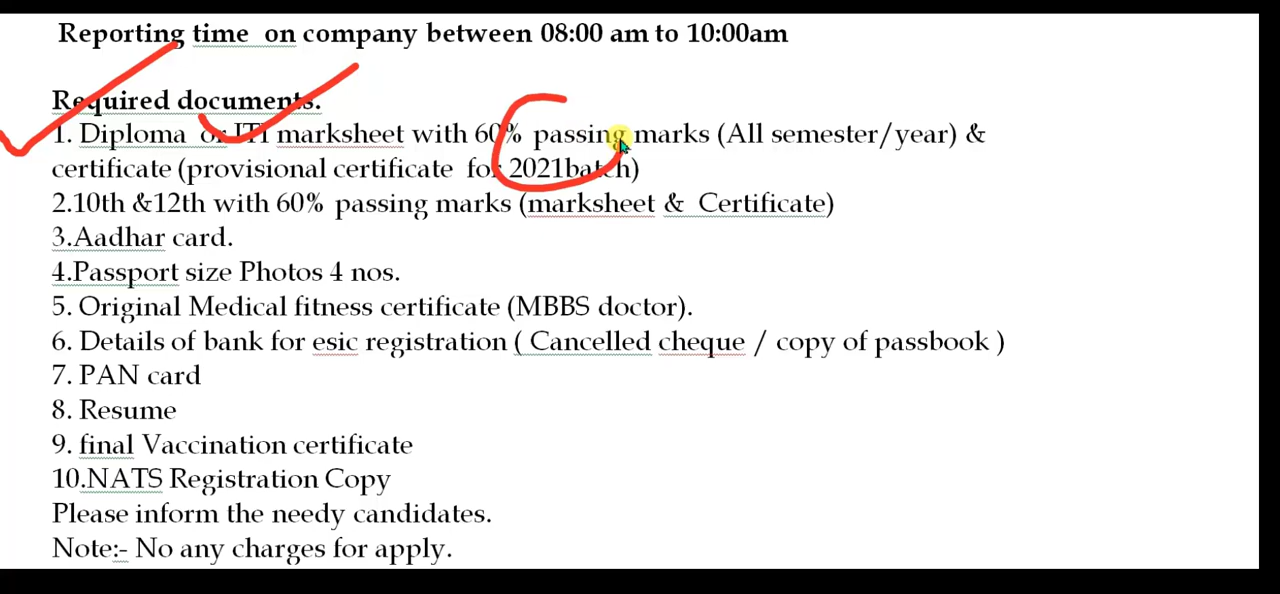 Reporting time on company between 08:00 am to 10:00am
Required documents.
1. Diploma or ITI marksheet with 60% passing marks (All semester/year) &
certificate (provisional certificate for 2021batch)
2.10th &12th with 60% passing marks (marksheet & Certificate)
3.Aadhar card.
4.Passport size Photos 4 nos.
5. Original Medical fitness certificate (MBBS doctor).
6. Details of bank for esic registration ( Cancelled cheque / copy of passbook )
7. PAN card
8. Resume
9. final Vaccination certificate
10.NATS Registration Copy
Please inform the needy candidates.
Note:- No any charges for apply.